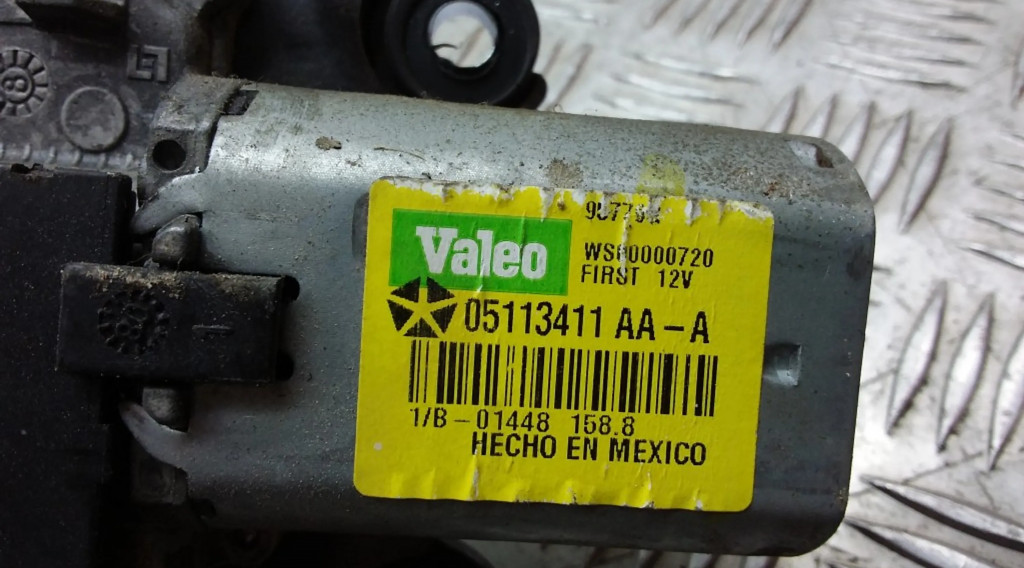 Valeo
WS60000720
FIRST 12V
05113411 AA-A
1/B-01448 158.8
HECHO EN MEXICO